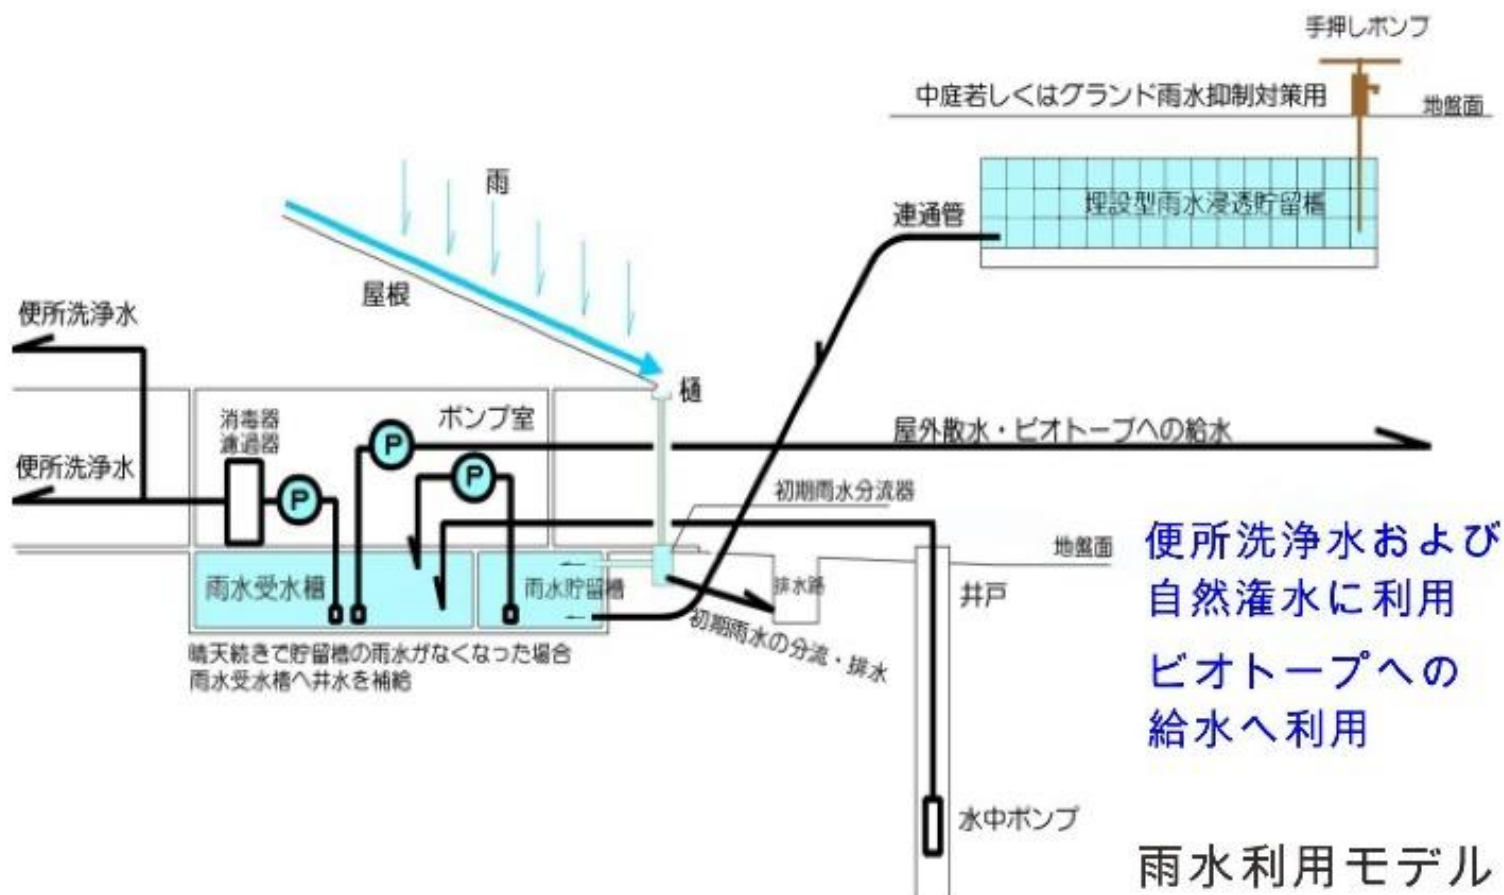 手押しポンプ
中庭若しくはグランド雨水抑制対策用
地盤面
雨
埋設型雨水浸透貯留槽
連通管
屋根
便所洗浄水
樋
消毒器
濾過器
ポンプ室
P
屋外散水・ビオトープへの給水
便所洗浄水
P
P
初期雨水分流器
地盤面
便所洗浄水および
自然潅水に利用
雨水受水槽
雨水貯留槽
排水路
井戸
初期雨水の分流・排水
晴天続きで貯留槽の雨水がなくなった場合
雨水受水槽へ井水を補給
ビオトープへの
給水へ利用
水中ポンプ
雨水利用モデル